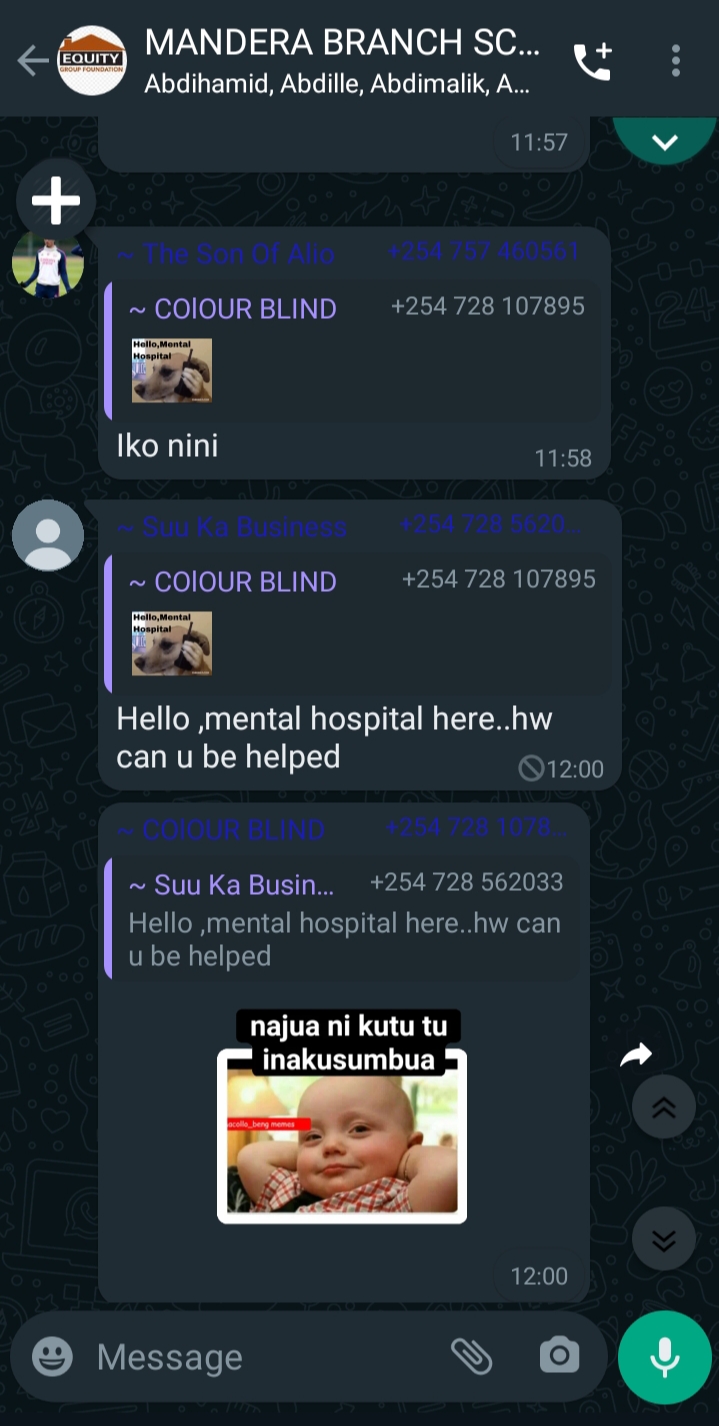 MANDERA BRANCH SC...
EQUITY
GROUP FOUNDATION
Abdihamid, Abdille, Abdimalik, A...
11:57
~ The Son Of Alio +254 757 460561
~ COlOUR BLIND +254 728 107895
Hello,Mental
Hospital
Iko nini
11:58
~ Suu Ka Business +254 728 5620...
~ COlOUR BLIND +254 728 107895
Hello,Mental
Hospital
Hello ,mental hospital here..hw
can u be helped
12:00
~ COlOUR BLIND +254 728 1078...
~ Suu Ka Busin... +254 728 562033
Hello ,mental hospital here..hw can
u be helped
najua ni kutu tu
inakusumbua
acollo_beng memes
12:00
Message